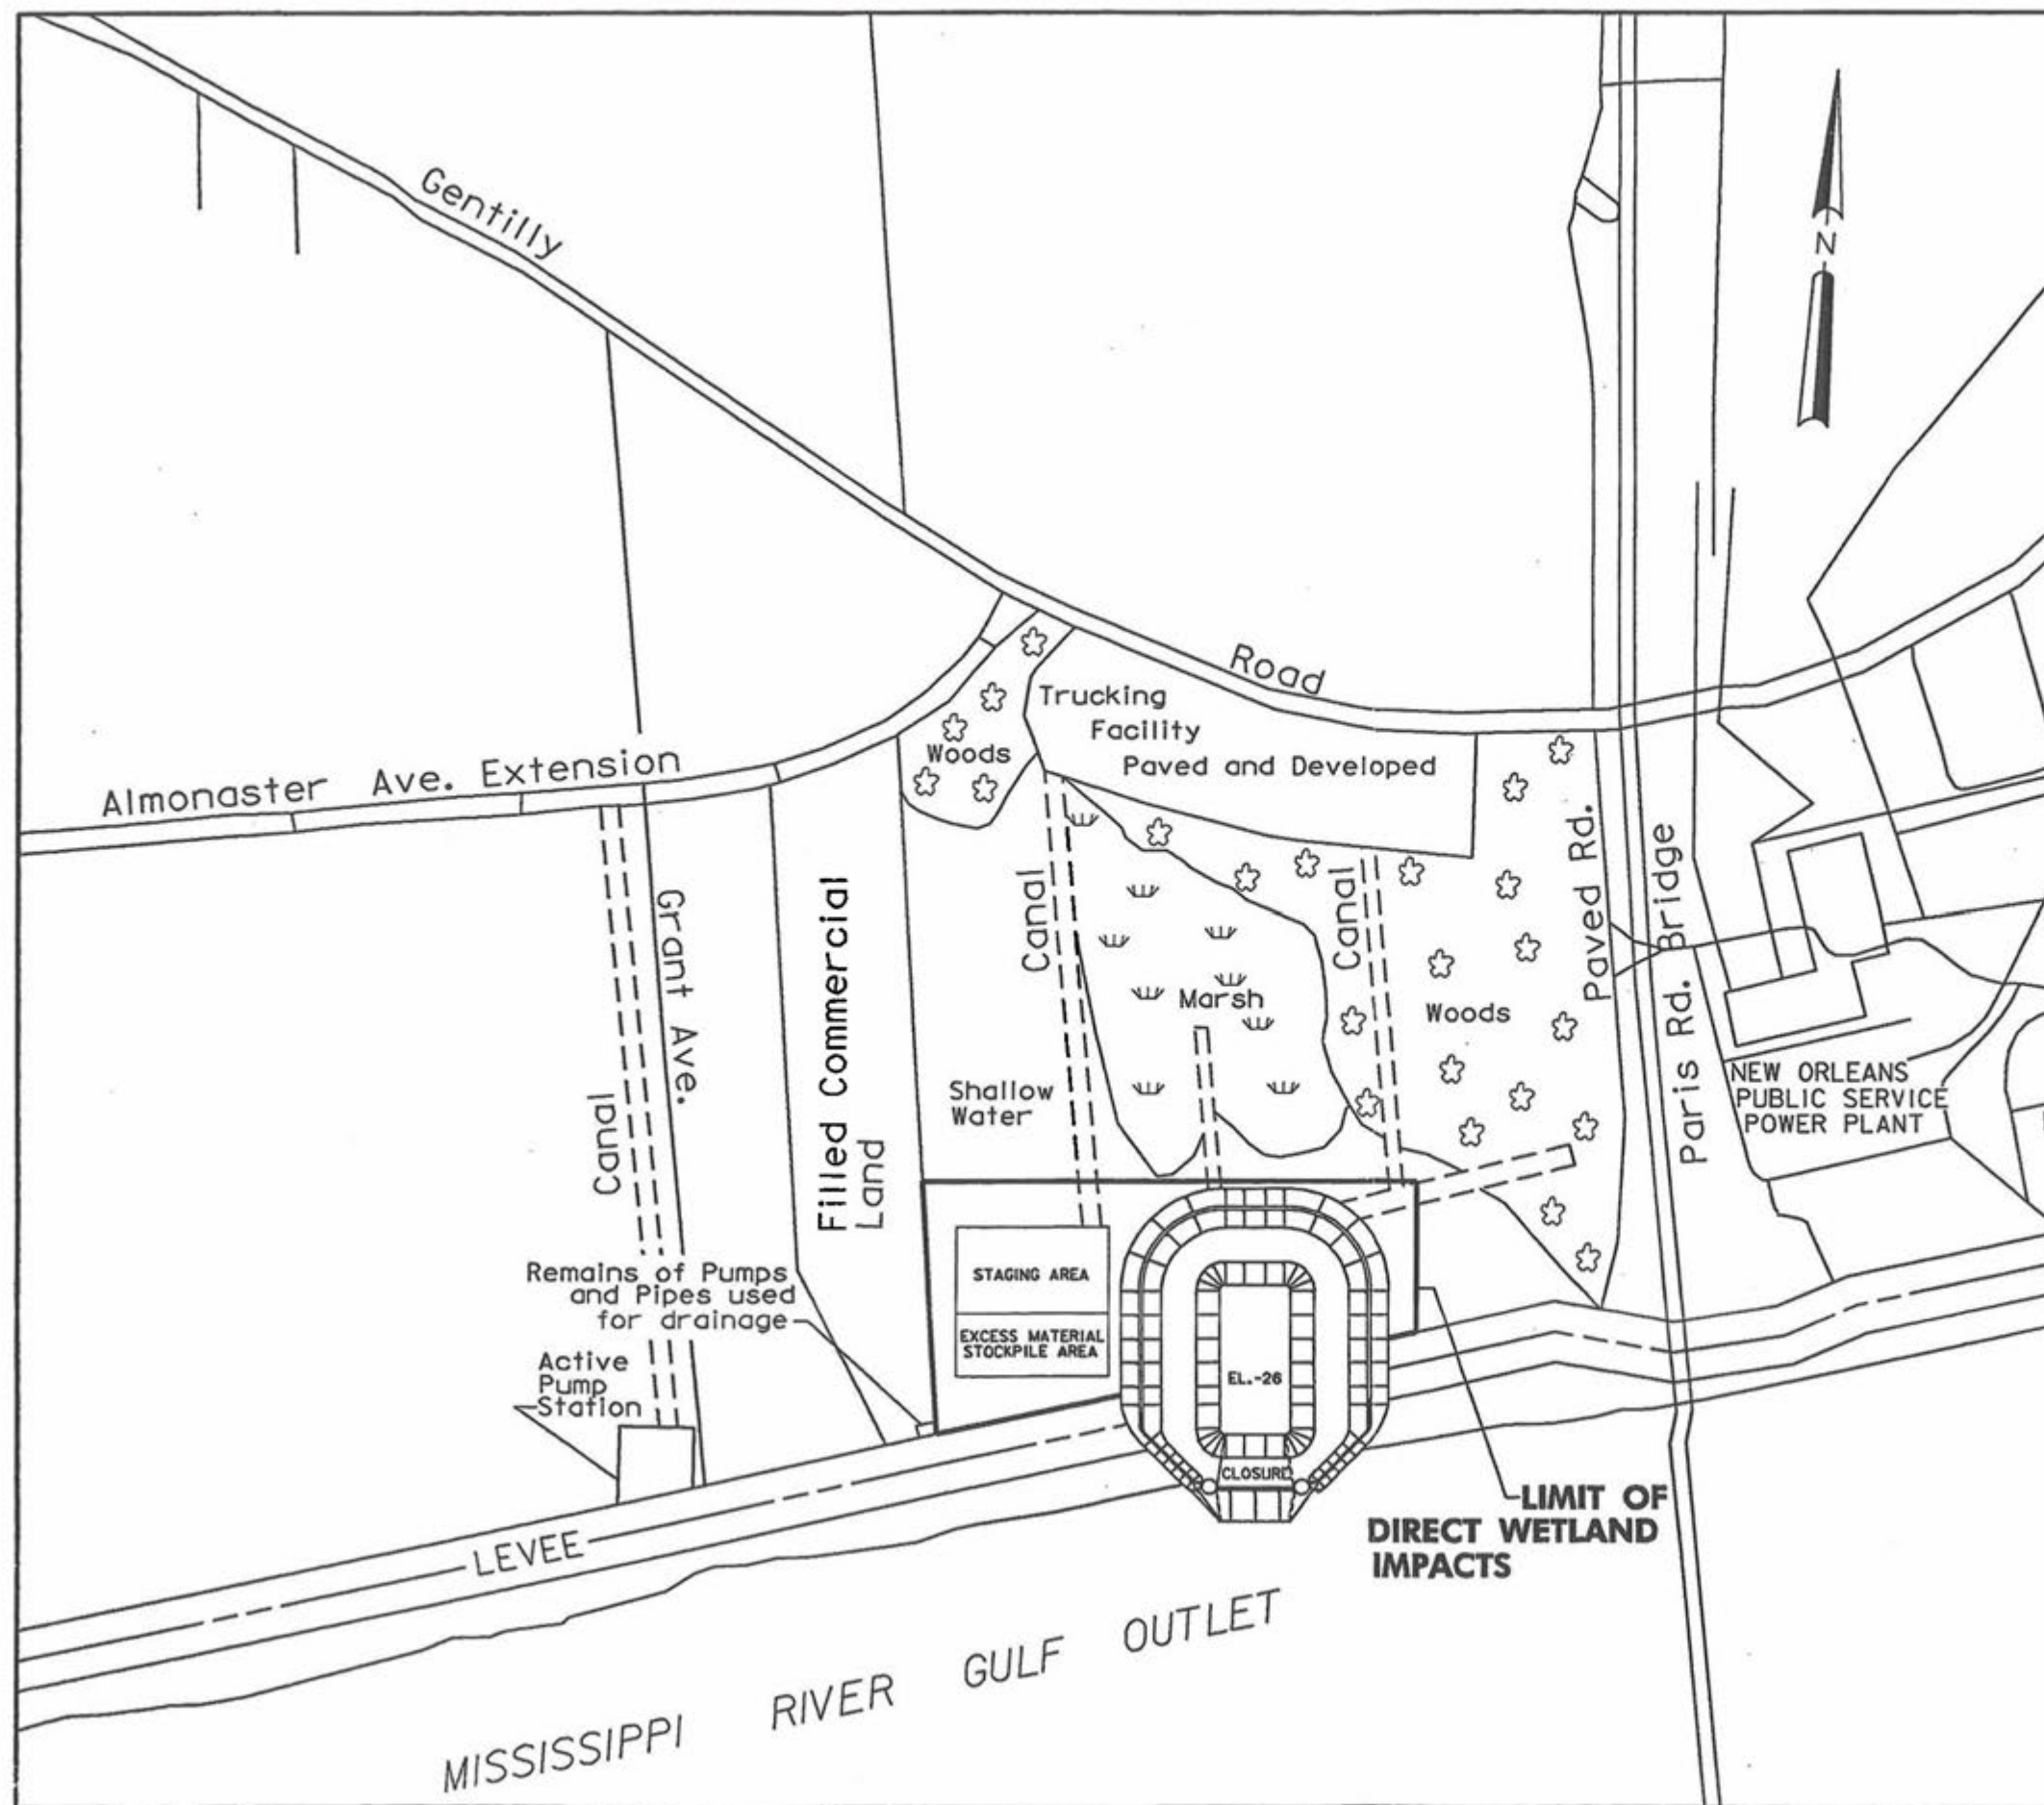 N
Gentilly
Road
Trucking
Facility
Paved and Developed
Woods
Almonaster Ave. Extension
Canal
Grant Ave.
Filled Commercial
Land
Canal
Canal
Marsh
Woods
Paved Rd.
Paris Rd. Bridge
Shallow
Water
NEW ORLEANS
PUBLIC SERVICE
POWER PLANT
Remains of Pumps
and Pipes used
for drainage
Active
Pump
Station
STAGING AREA
EXCESS MATERIAL
STOCKPILE AREA
EL.-26
CLOSURE
LIMIT OF
DIRECT WETLAND
IMPACTS
LEVEE
MISSISSIPPI RIVER GULF OUTLET